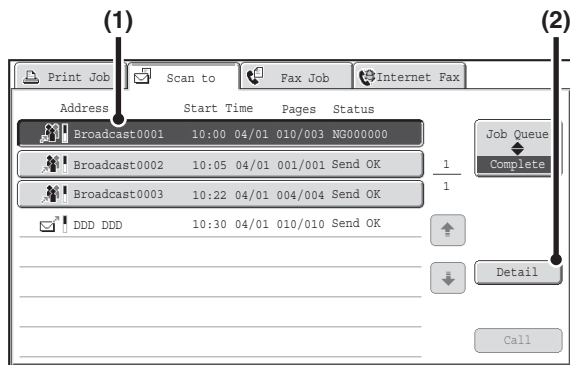 (1) (2)
Print Job Scan to Fax Job Internet Fax
Address Start Time Pages Status
Broadcast0001 10:00 04/01 010/003 NG000000
Job Queue
Complete
Broadcast0002 10:05 04/01 001/001 Send OK
1
1
Broadcast0003 10:22 04/01 004/004 Send OK
DDD DDD 10:30 04/01 010/010 Send OK
Detail
Call